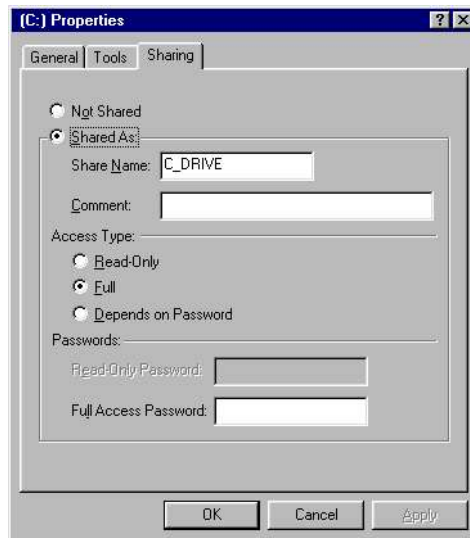 (C:) Properties
General Tools Sharing
Not Shared
Shared As:
Share Name: C_DRIVE
Comment:
Access Type:
Read-Only
Full
Depends on Password
Passwords:
Read-Only Password:
Full Access Password:
OK Cancel Apply